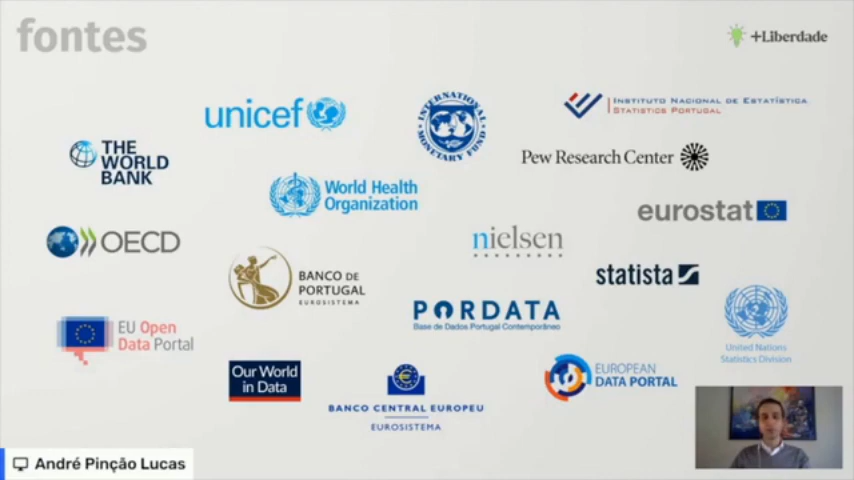 fontes
+Liberdade
unicef
INTERNATIONAL MONETARY FUND
INSTITUTO NACIONAL DE ESTATÍSTICA
STATISTICS PORTUGAL
THE
WORLD
BANK
Pew Research Center
World Health
Organization
eurostat
OECD
nielsen
BANCO DE
PORTUGAL
EUROSISTEMA
statista
PORDATA
Base de Dados Portugal Contemporâneo
EU Open
Data Portal
United Nations
Statistics Division
Our World
in Data
EUROPEAN
DATA PORTAL
BANCO CENTRAL EUROPEU
EUROSISTEMA
André Pinção Lucas